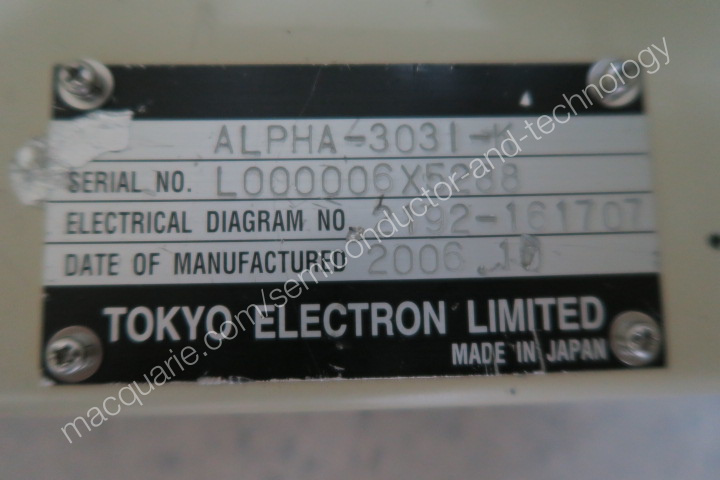 ALPHA-303I-K
SERIAL NO. L000006X5288
ELECTRICAL DIAGRAM NO.
DATE OF MANUFACTURED 2006.10
TOKYO ELECTRON LIMITED
MADE IN JAPAN
macquarie.com/semiconductor-and-technology